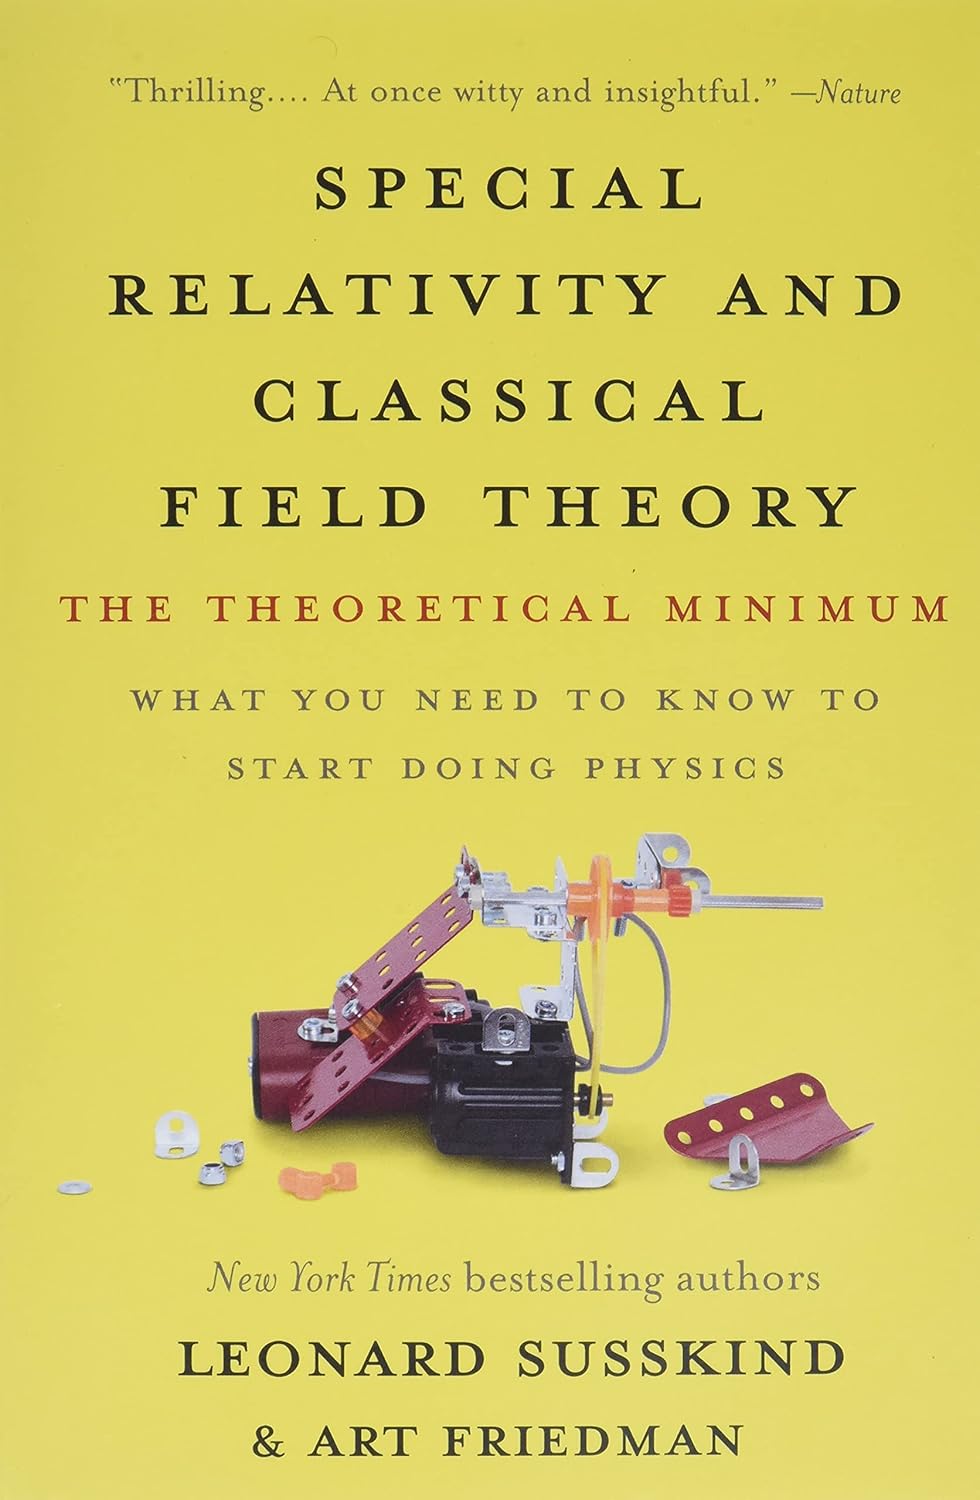 “Thrilling.... At once witty and insightful.” —Nature
SPECIAL
RELATIVITY AND
CLASSICAL
FIELD THEORY
THE THEORETICAL MINIMUM
WHAT YOU NEED TO KNOW TO
START DOING PHYSICS
New York Times bestselling authors
LEONARD SUSSKIND
& ART FRIEDMAN